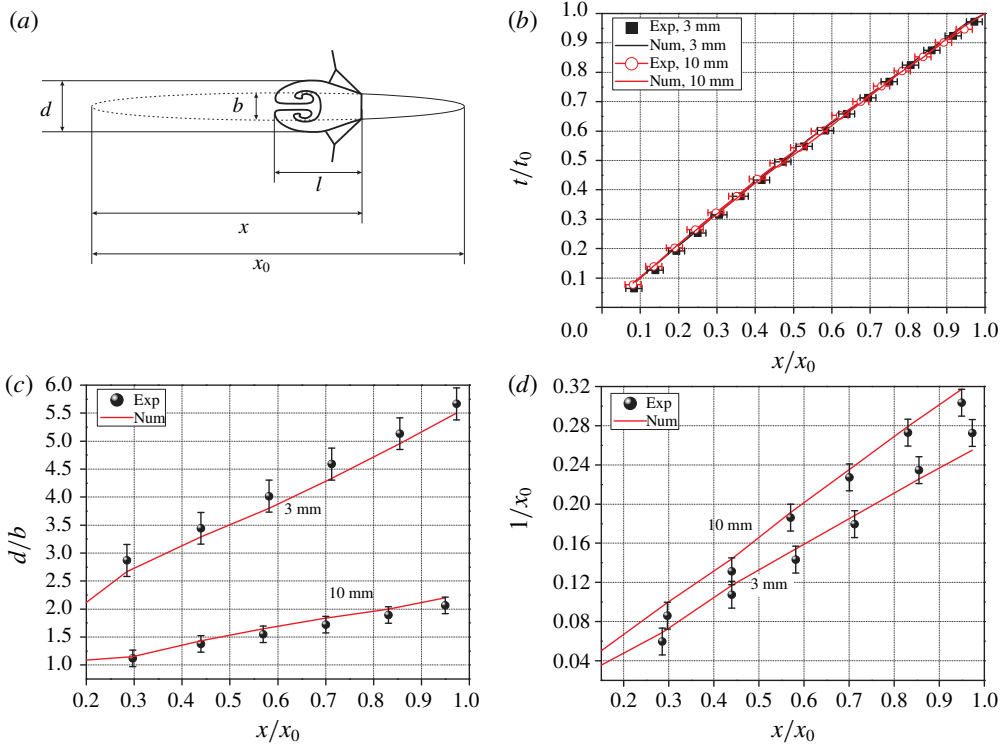 (a)
d
b
l
x
x0
(b)
1.0
0.9
0.8
0.7
0.6
0.5
0.4
0.3
0.2
0.1
0.0
0.1
0.2
0.3
0.4
0.5
0.6
0.7
0.8
0.9
1.0
t/t0
x/x0
Exp, 3 mm
Num, 3 mm
Exp, 10 mm
Num, 10 mm
(c)
6.0
5.5
5.0
4.5
4.0
3.5
3.0
2.5
2.0
1.5
1.0
0.2
0.3
0.4
0.5
0.6
0.7
0.8
0.9
1.0
d/b
x/x0
Exp
Num
3 mm
10 mm
(d)
0.32
0.28
0.24
0.20
0.16
0.12
0.08
0.04
0.2
0.3
0.4
0.5
0.6
0.7
0.8
0.9
1.0
1/x0
x/x0
Exp
Num
10 mm
3 mm